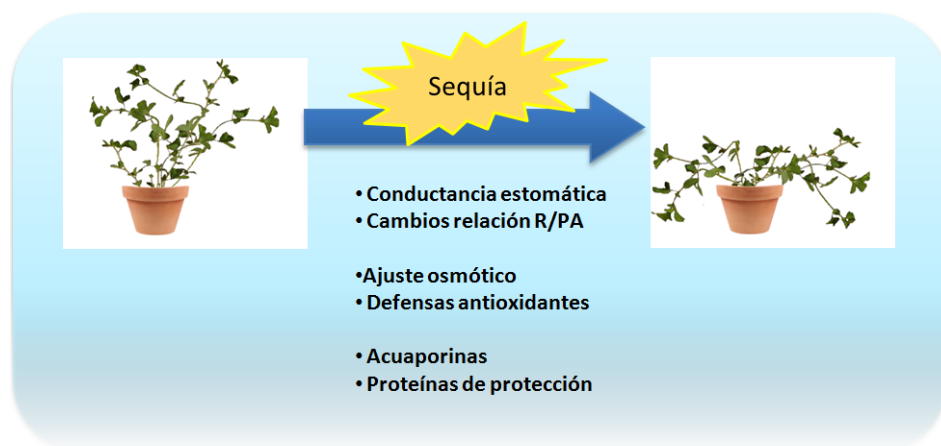 Sequía
• Conductancia estomática
• Cambios relación R/PA
•Ajuste osmótico
• Defensas antioxidantes
• Acuaporinas
• Proteínas de protección